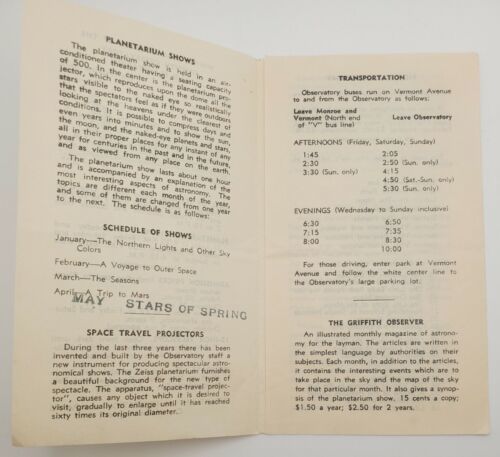 PLANETARIUM SHOWS
The planetarium show is held in an air-
conditioned theater having a seating capacity
of 500. In the center is the planetarium pro-
jector, which reproduces upon the dome all the
stars visible to the naked eye so realistically
that the spectators feel as if they were outdoors
looking at the heavens under the clearest of
conditions. It is possible to compress days and
even years into minutes and to show the sun,
the moon, and the naked-eye planets and stars,
all in their proper places for any instant of any
year for centuries in the past and in the future,
and as viewed from any place on the earth.
The planetarium show lasts about one hour
and is accompanied by an explanation of the
most interesting aspects of astronomy. The
topics are different each month of the year,
and some of them are changed from one year
to the next. The schedule is as follows:
SCHEDULE OF SHOWS
January—The Northern Lights and Other Sky
Colors
February—A Voyage to Outer Space
March—The Seasons
April—A Trip to Mars
MAY STARS OF SPRING
SPACE TRAVEL PROJECTORS
During the last three years there has been
invented and built by the Observatory staff a
new instrument for producing spectacular astro-
nomical shows. The Zeiss planetarium furnishes
a beautiful background for the new type of
spectacle. The apparatus, "space-travel projec-
tor", causes any object which it is desired to
visit, gradually to enlarge until it has reached
sixty times its original diameter.
TRANSPORTATION
Observatory buses run on Vermont Avenue
to and from the Observatory as follows:
Leave Monroe and
Vermont (North end Leave Observatory
of "V" bus line)
AFTERNOONS (Friday, Saturday, Sunday)
1:45 2:05
2:30 2:50 (Sun. only)
3:30 (Sun. only) 4:15
4:50 (Sat.-Sun. only)
5:30 (Sun. only)
EVENINGS (Wednesday to Sunday inclusive)
6:30 6:50
7:15 7:35
8:00 8:30
10:00
For those driving, enter park at Vermont
Avenue and follow the white center line to
the Observatory's large parking lot.
THE GRIFFITH OBSERVER
An illustrated monthly magazine of astrono-
my for the layman. The articles are written in
the simplest language by authorities on their
subjects. Each month, in addition to the articles,
it contains the interesting events which are to
take place in the sky and the map of the sky
for that particular month. It also gives a synop-
sis of the planetarium show. 15 cents a copy;
$1.50 a year; $2.50 for 2 years.